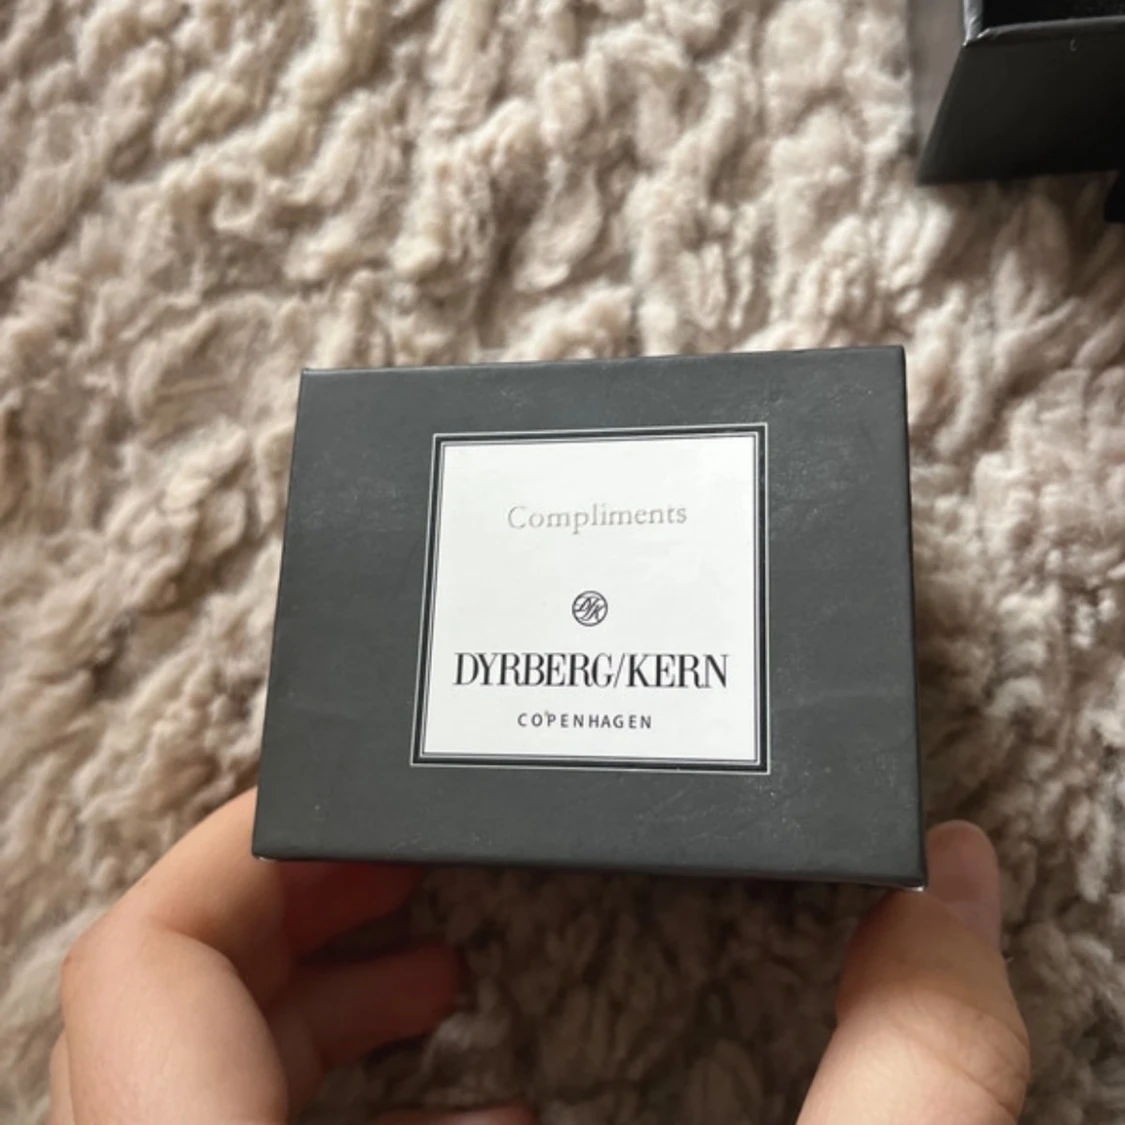 Compliments
D/K
DYRBERG/KERN
COPENHAGEN